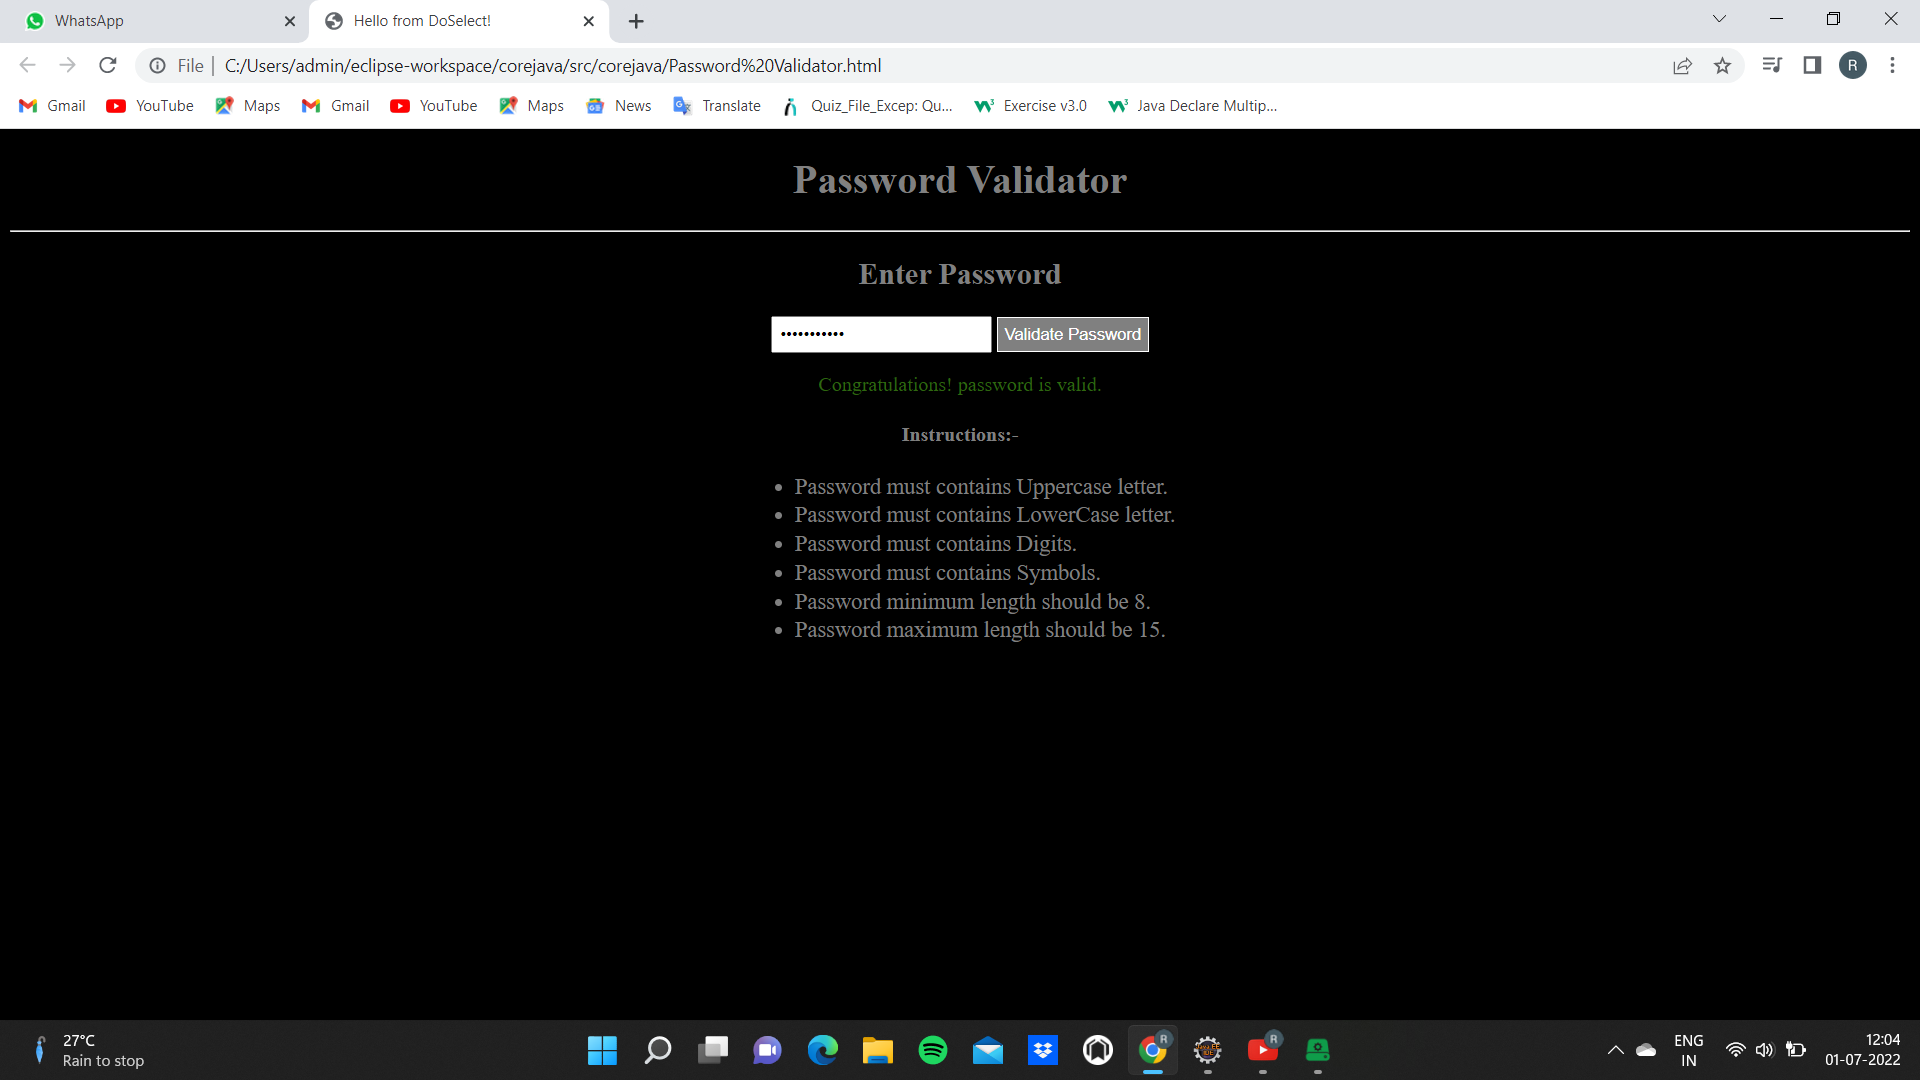 WhatsApp
Hello from DoSelect!
File
C:/Users/admin/eclipse-workspace/corejava/src/corejava/Password%20Validator.html
R
Gmail
YouTube
Maps
Gmail
YouTube
Maps
News
Translate
Quiz_File_Excep: Qu...
Exercise v3.0
Java Declare Multip...
Password Validator
Enter Password
Validate Password
Congratulations! password is valid.
Instructions:-
Password must contains Uppercase letter.
Password must contains LowerCase letter.
Password must contains Digits.
Password must contains Symbols.
Password minimum length should be 8.
Password maximum length should be 15.
27°C
Rain to stop
R
R
ENG
IN
12:04
01-07-2022